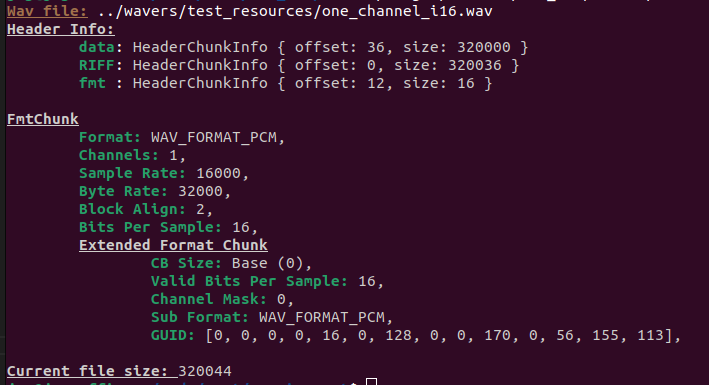 Wav file: ../wavers/test_resources/one_channel_i16.wav
Header Info:
data: HeaderChunkInfo { offset: 36, size: 320000 }
RIFF: HeaderChunkInfo { offset: 0, size: 320036 }
fmt : HeaderChunkInfo { offset: 12, size: 16 }
FmtChunk
Format: WAV_FORMAT_PCM,
Channels: 1,
Sample Rate: 16000,
Byte Rate: 32000,
Block Align: 2,
Bits Per Sample: 16,
Extended Format Chunk
CB Size: Base (0),
Valid Bits Per Sample: 16,
Channel Mask: 0,
Sub Format: WAV_FORMAT_PCM,
GUID: [0, 0, 0, 0, 16, 0, 128, 0, 0, 170, 0, 56, 155, 113],
Current file size: 320044